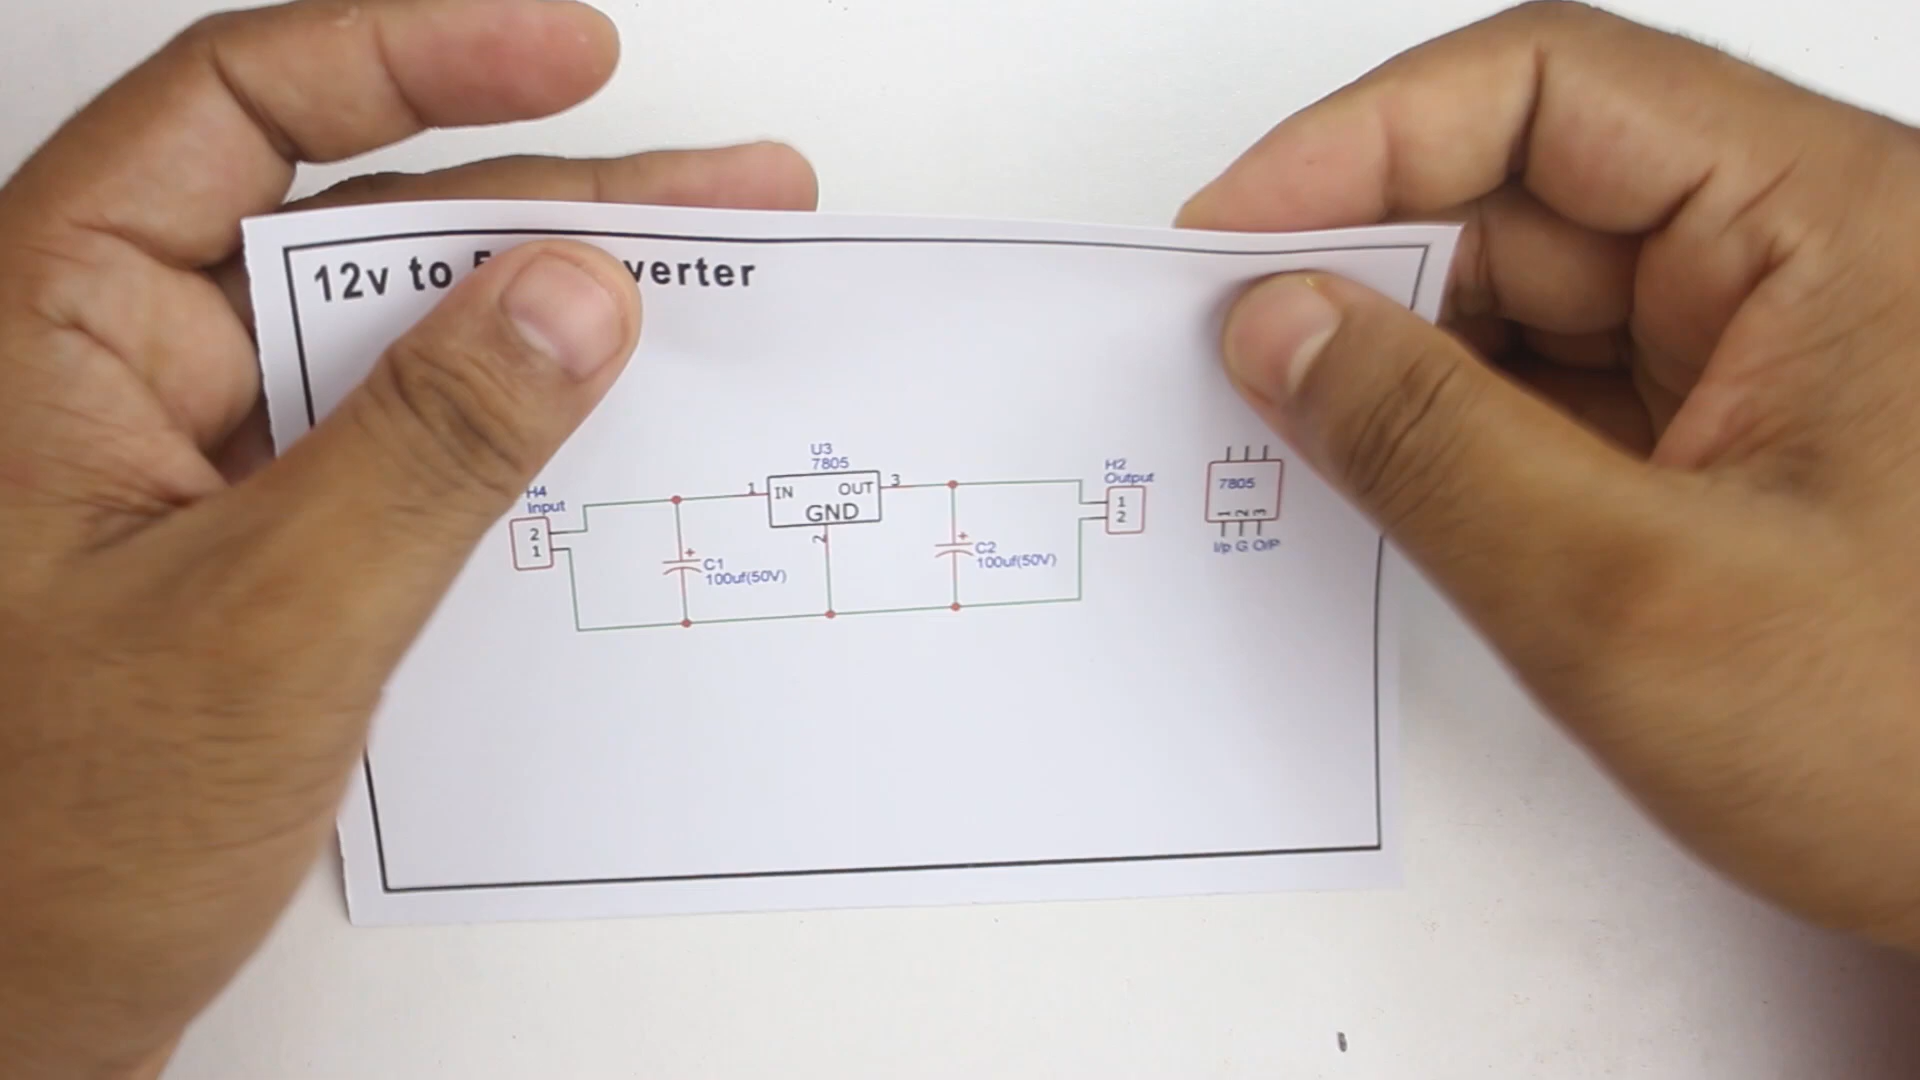 12v to verter
U3
7805
1 IN OUT 3
GND
2
H4
Input
2
1
+
C1
100uf(50V)
+
C2
100uf(50V)
H2
Output
1
2
7805
1 2 3
I/p G O/P